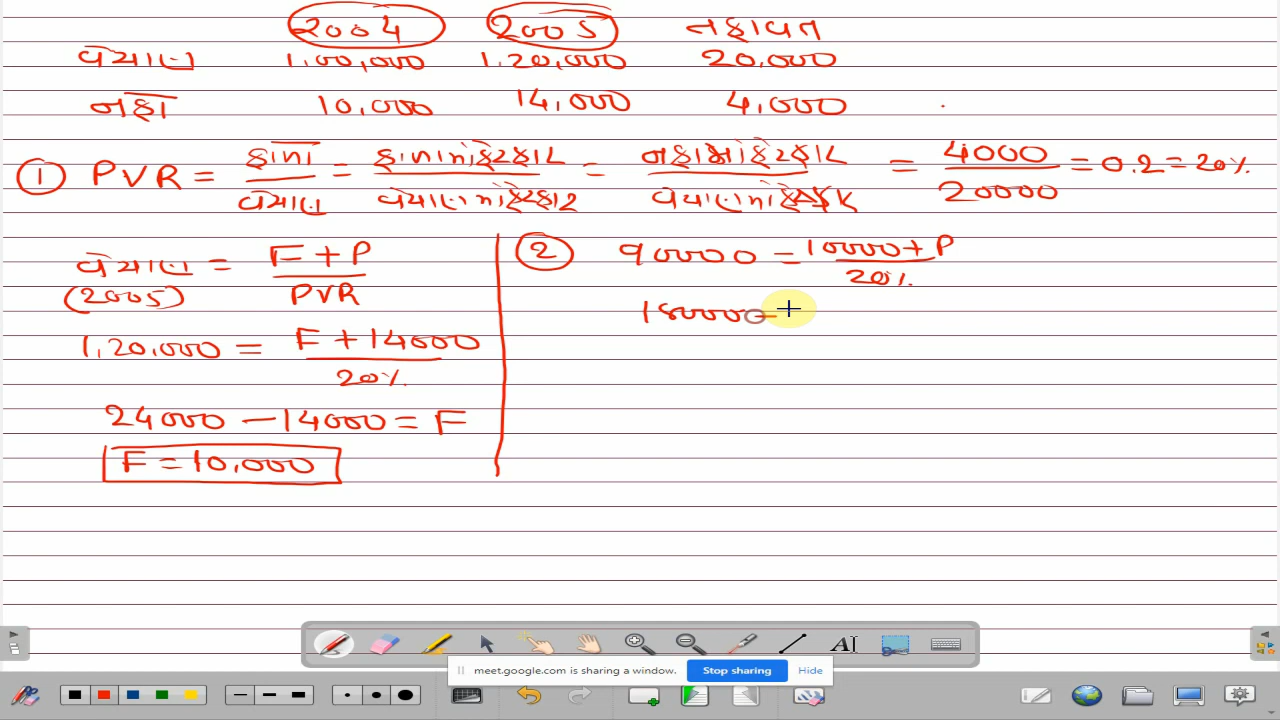 2004 2005 તફાવત
વેચાણ 1,00,000 1,20,000 20,000
નફો 10,000 14,000 4,000
① PVR = ફાળો / વેચાણ = ફાળાનો ફેરફાર / વેચાણનો ફેરફાર = નફામાં ફેરફાર / વેચાણનો ફેરફાર = 4000 / 20000 = 0.2 = 20%
વેચાણ (2005) = F + P / PVR
1,20,000 = F + 14000 / 20%
24000 - 14000 = F
F = 10,000
② 90000 = 10000 + P / 20%
18000 =
meet.google.com is sharing a window. Stop sharing Hide